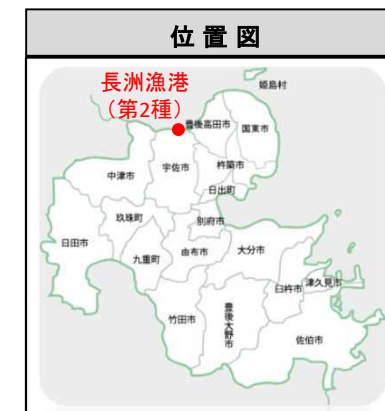 位置図
長洲漁港
(第2種)
姫島村
豊後高田市
国東市
中津市
宇佐市
杵築市
日出町
玖珠町
別府市
日田市
九重町
由布市
大分市
臼杵市
津久見市
竹田市
豊後大野市
佐伯市